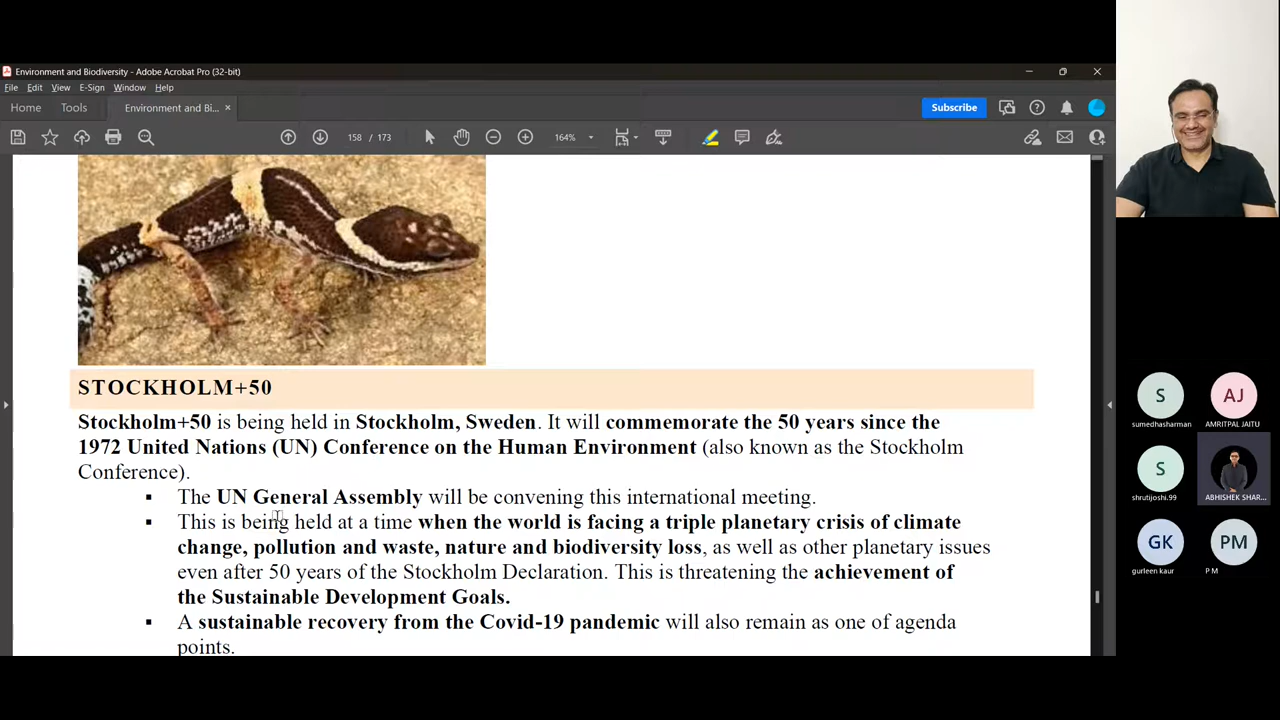 Environment and Biodiversity - Adobe Acrobat Pro (32-bit)
File Edit View E-Sign Window Help
Home Tools Environment and Bi... ×
Subscribe
158 / 173
164%
STOCKHOLM+50
Stockholm+50 is being held in Stockholm, Sweden. It will commemorate the 50 years since the
1972 United Nations (UN) Conference on the Human Environment (also known as the Stockholm
Conference).
▪ The UN General Assembly will be convening this international meeting.
▪ This is being held at a time when the world is facing a triple planetary crisis of climate
change, pollution and waste, nature and biodiversity loss, as well as other planetary issues
even after 50 years of the Stockholm Declaration. This is threatening the achievement of
the Sustainable Development Goals.
▪ A sustainable recovery from the Covid-19 pandemic will also remain as one of agenda
points.
S AJ
sumedhasharman AMRITPAL JAITU
S
shrutijoshi.99 ABHISHEK SHAR...
GK PM
gurleen kaur P M